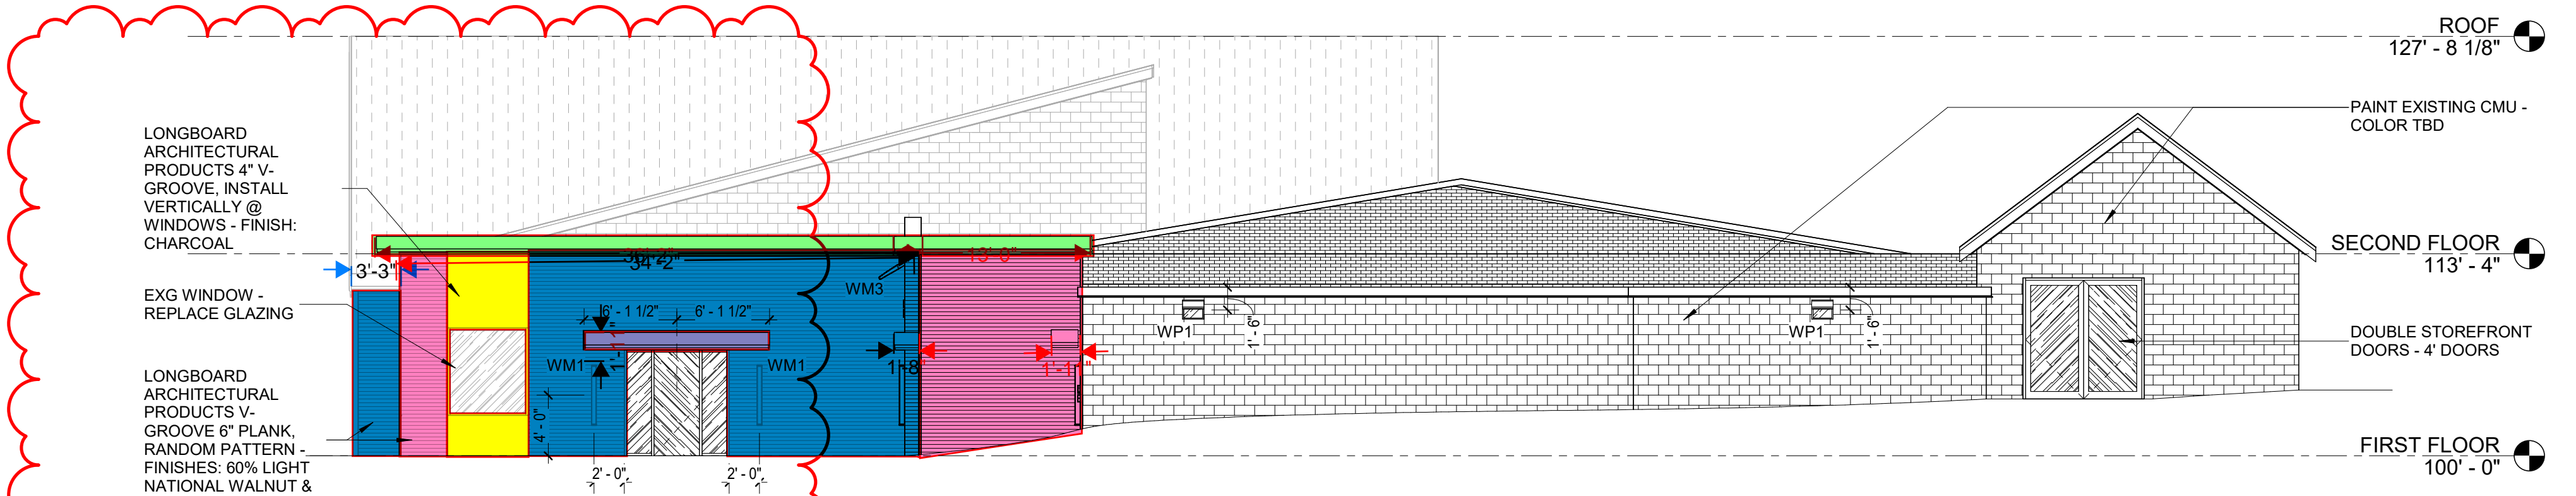 ROOF
127' - 8 1/8"
LONGBOARD
ARCHITECTURAL
PRODUCTS 4" V-
GROOVE, INSTALL
VERTICALLY @
WINDOWS - FINISH:
CHARCOAL
PAINT EXISTING CMU -
COLOR TBD
SECOND FLOOR
113' - 4"
34'-2"
13'-0"
3'-3"
EXG WINDOW -
REPLACE GLAZING
WM3
6' - 1 1/2"
6' - 1 1/2"
WP1
1' - 6"
WP1
1' - 6"
DOUBLE STOREFRONT
DOORS - 4' DOORS
WM1
WM1
1'-8"
LONGBOARD
ARCHITECTURAL
PRODUCTS V-
GROOVE 6" PLANK,
RANDOM PATTERN -
FINISHES: 60% LIGHT
NATIONAL WALNUT &
4' - 0"
2' - 0"
2' - 0"
FIRST FLOOR
100' - 0"